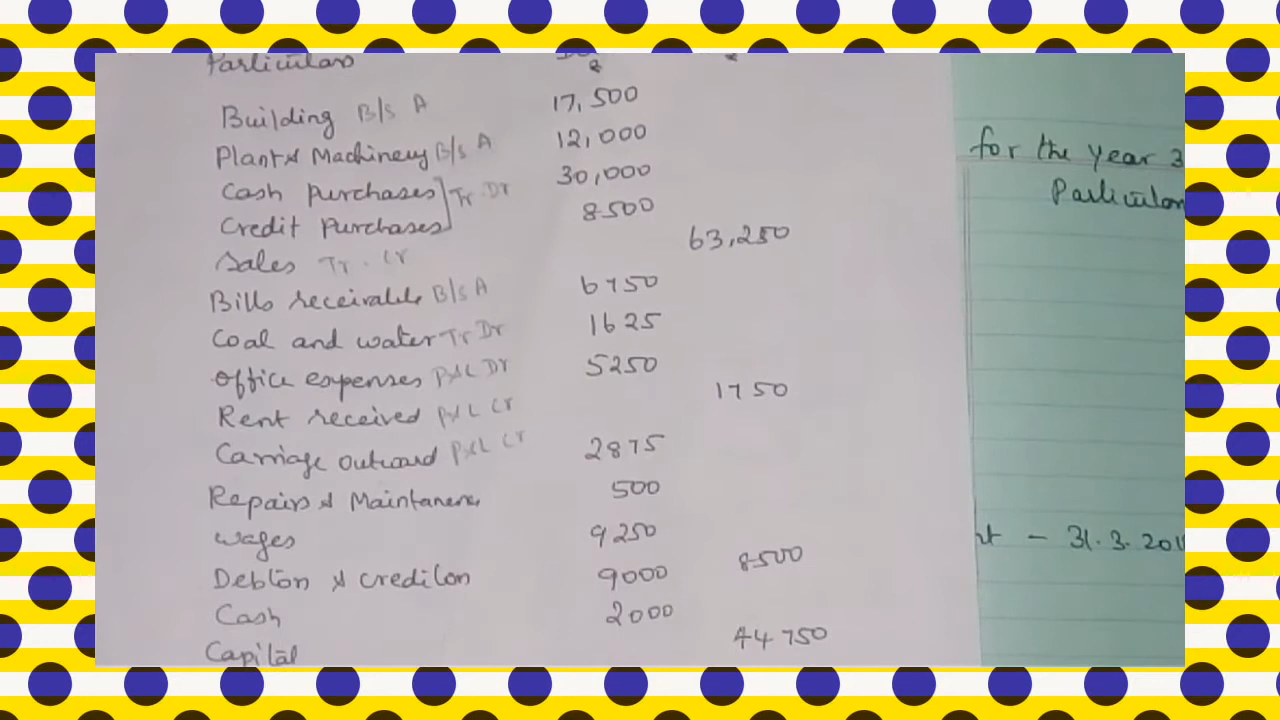 Particulars
Building B/S A 17,500
Plant & Machinery B/S A 12,000
Cash purchases 30,000
Tr Dr
Credit Purchases 8500
Sales Tr. Cr 63,250
Bills receivable B/S A 6750
Coal and water Tr Dr 1625
Office expenses P&L Dr 5250
Rent received P&L Cr 1750
Carriage outward P&L Cr 2875
Repairs & Maintanence 500
Wages 9250
Debtors & creditors 9000 8500
Cash 2000
Capital 44750
for the year 3
Particular
- 31.3.201